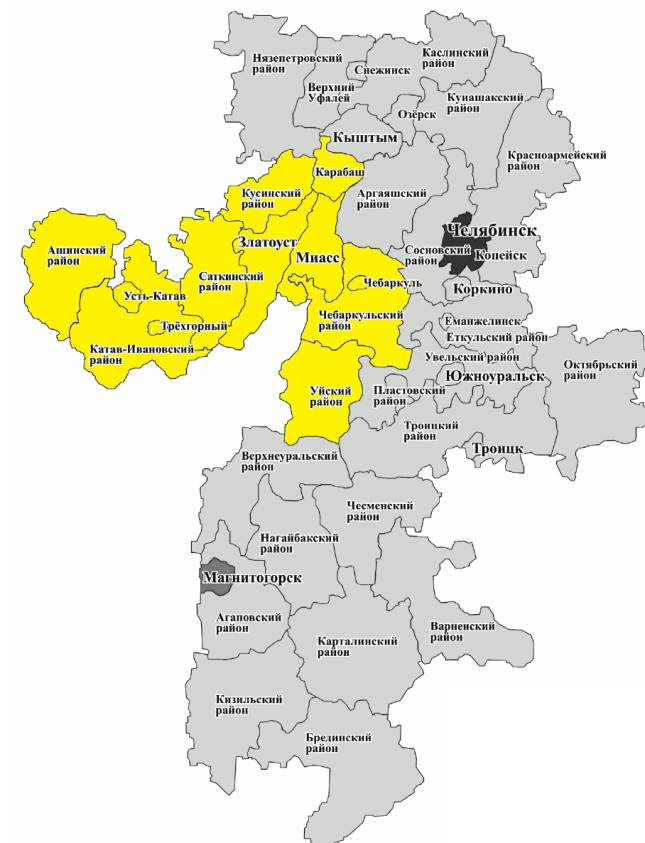 Нязепетровский
район
Каслинский
район
Снежинск
Верхний
Уфалей
Кунашакский
район
Озёрск
Кыштым
Красноармейский
район
Карабаш
Кусинский
район
Аргаяшский
район
Челябинск
Златоуст
Ашинский
район
Миасс
Сосновский
район
Копейск
Саткинский
район
Чебаркуль
Коркино
Усть-Катав
Трёхгорный
Чебаркульский
район
Еманжелинск
Еткульский район
Катав-Ивановский
район
Увельский район
Октябрьский
район
Южноуральск
Уйский
район
Пластовский
район
Троицкий
район
Троицк
Верхнеуральский
район
Чесменский
район
Нагайбакский
район
Магнитогорск
Агаповский
район
Варненский
район
Карталинский
район
Кизильский
район
Брединский
район